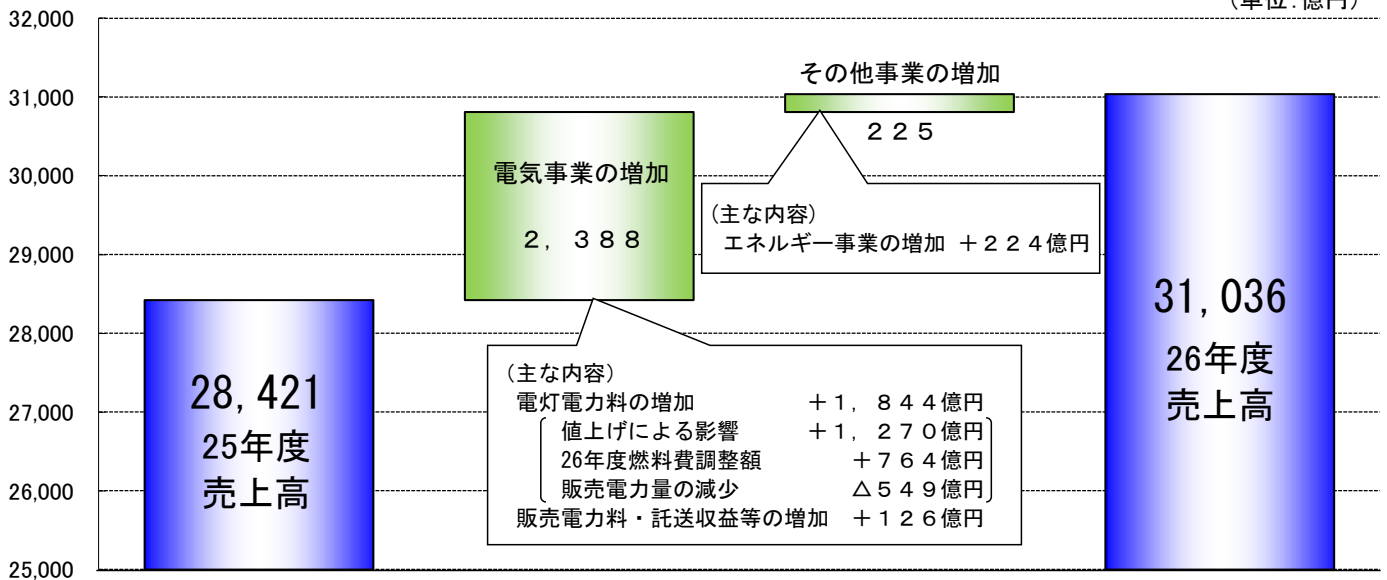 (単位:億円)
32,000
31,000
30,000
29,000
28,000
27,000
26,000
25,000
28,421
25年度
売上高
電気事業の増加
2,388
(主な内容)
電灯電力料の増加 +1,844億円
値上げによる影響 +1,270億円
26年度燃料費調整額 +764億円
販売電力量の減少 △549億円
販売電力料・託送収益等の増加 +126億円
その他事業の増加
225
(主な内容)
エネルギー事業の増加 +224億円
31,036
26年度
売上高